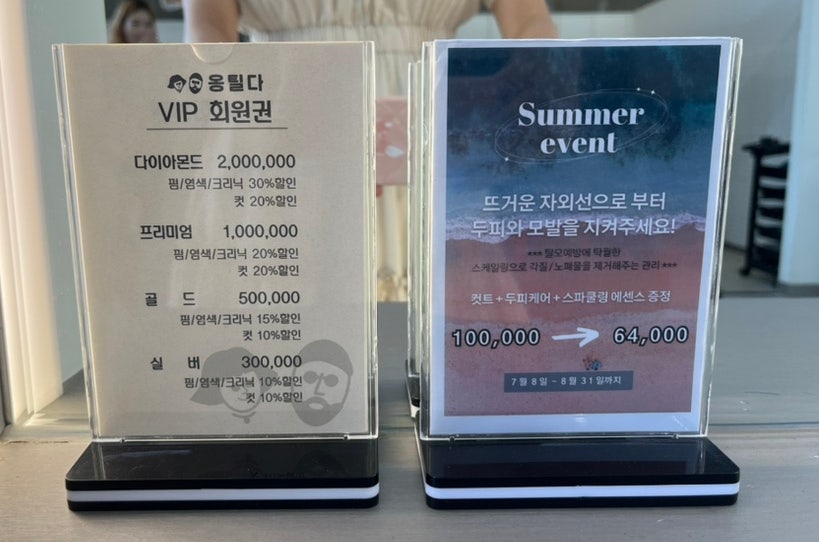 옹틸다
VIP 회원권
다이아몬드 2,000,000
펌/염색/크리닉 30%할인
컷 20%할인
프리미엄 1,000,000
펌/염색/크리닉 20%할인
컷 20%할인
골 드 500,000
펌/염색/크리닉 15%할인
컷 10%할인
실 버 300,000
펌/염색/크리닉 10%할인
컷 10%할인
Summer
event
뜨거운 자외선으로 부터
두피와 모발을 지켜주세요!
*** 탈모예방에 탁월한
스케일링으로 각질/노폐물을 제거해주는 관리 ***
컷트+두피케어+스파쿨링 에센스 증정
100,000 → 64,000
7월 8일 ~ 8월 31일까지